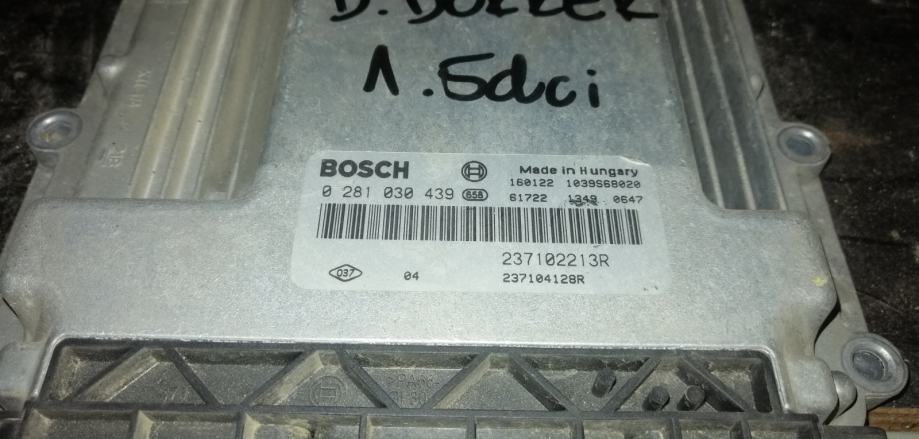 D. DOKKER
1.5dci
BOSCH
Made in Hungary
160122 1039S68020
0 281 030 439 658
61722 1349 0647
237102213R
037 04
237104128R